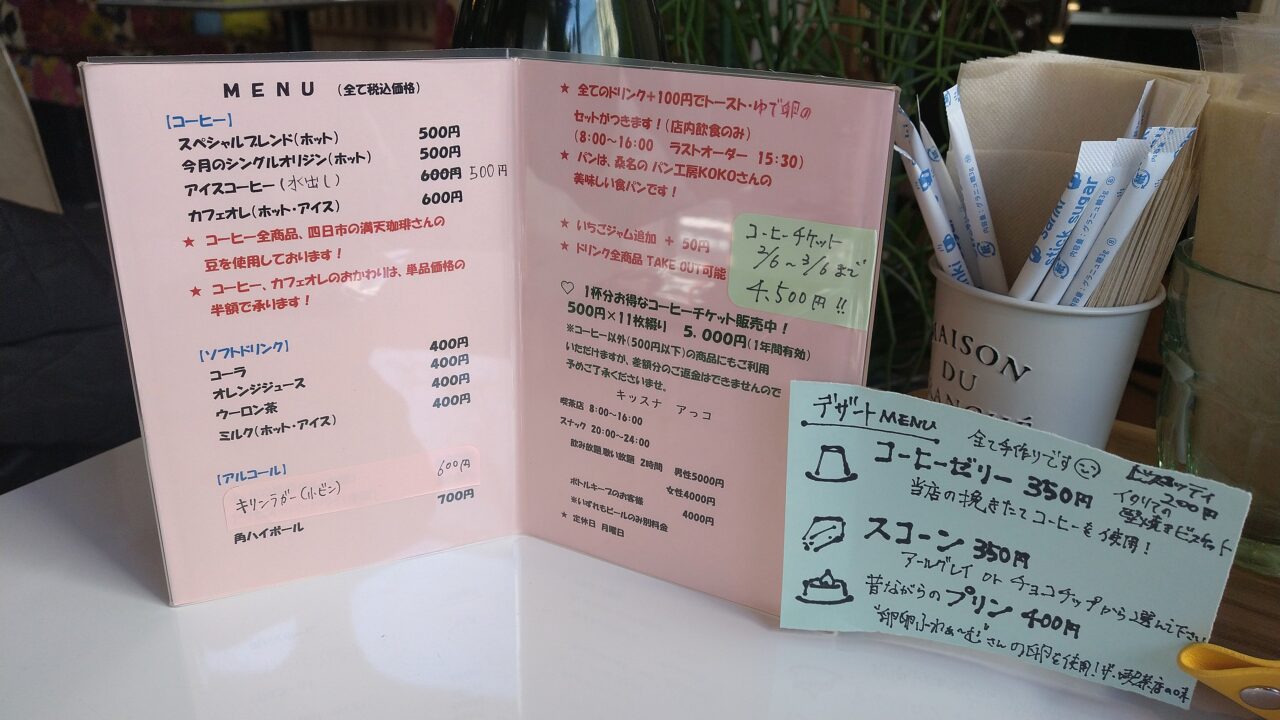 MENU (全て税込価格)
【コーヒー】
スペシャルブレンド(ホット) 500円
今月のシングルオリジン(ホット) 500円
アイスコーヒー(水出し) 600円 500円
カフェオレ(ホット・アイス) 600円
★ コーヒー全商品、四日市の満天珈琲さんの
豆を使用しております!
★ コーヒー、カフェオレのおかわりは、単品価格の
半額で承ります!
【ソフトドリンク】
コーラ 400円
オレンジジュース 400円
ウーロン茶 400円
ミルク(ホット・アイス) 400円
【アルコール】
キリンラガー(小ビン) 600円
角ハイボール 700円
★ 全てのドリンク+100円でトースト・ゆで卵の
セットがつきます!(店内飲食のみ)
(8:00~16:00 ラストオーダー 15:30)
★ パンは、桑名の パン工房KOKOさんの
美味しい食パンです!
★ いちごジャム追加 + 50円
★ ドリンク全商品 TAKE OUT可能
コーヒーチケット
2/6~3/6まで
4,500円!!
♡ 1杯分お得なコーヒーチケット販売中!
500円×11枚綴り 5.000円(1年間有効)
※コーヒー以外(500円以下)の商品にもご利用
いただけますが、差額分のご返金はできませんので
予めご了承くださいませ。
キッスナ アっコ
喫茶店 8:00~16:00
スナック 20:00~24:00
飲み放題歌い放題 2時間 男性5000円
女性4000円
ボトルキープのお客様 4000円
※いずれもビールのみ別料金
★ 定休日 月曜日
デザートMENU
全て手作りです
コーヒーゼリー 350円
当店の挽きたてコーヒーを使用!
ビスコッティ
200円
イタリアの
堅焼きビスケット
スコーン 350円
アールグレイ or チョコチップから選んで下さい
昔ながらの プリン 400円
"卵卵ふわぁ~む"さんの卵を使用!ザ・喫茶店の味
MAISON
DU
stick sugar
内容量:グラニュ糖3g